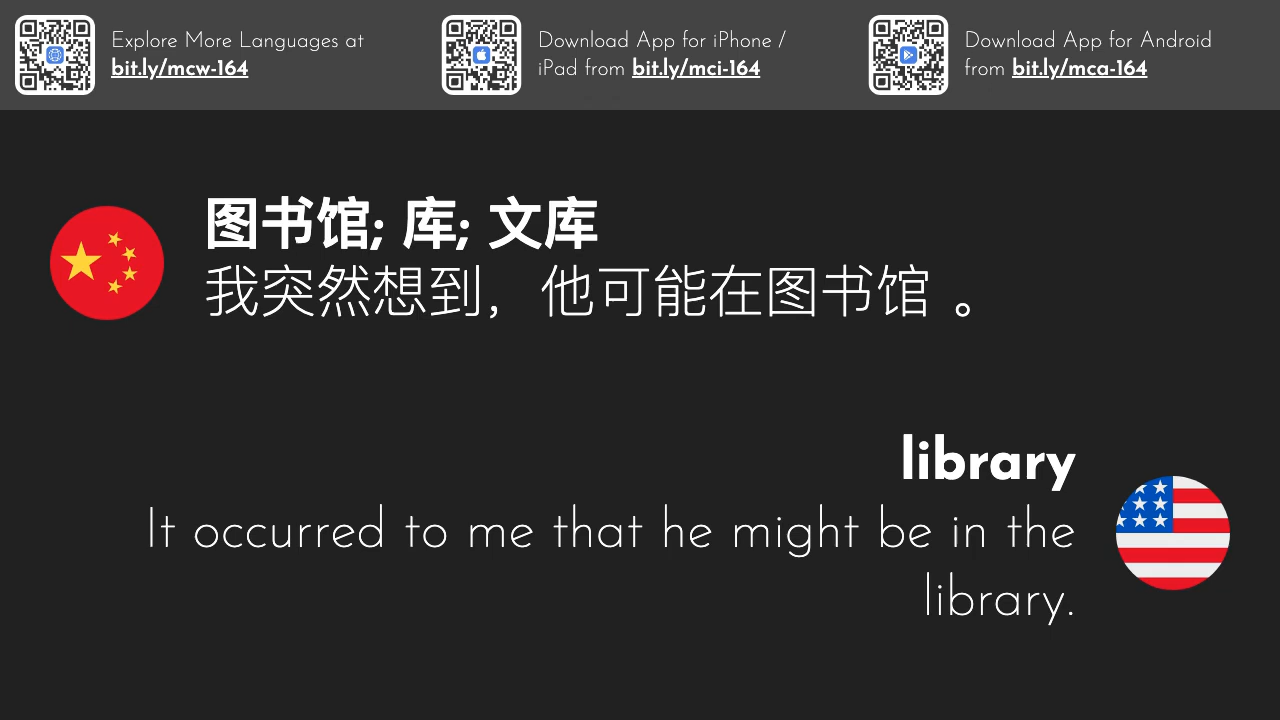 Explore More Languages at
bit.ly/mcw-164
Download App for iPhone /
iPad from bit.ly/mci-164
Download App for Android
from bit.ly/mca-164
图书馆; 库; 文库
我突然想到，他可能在图书馆 。
library
It occurred to me that he might be in the
library.